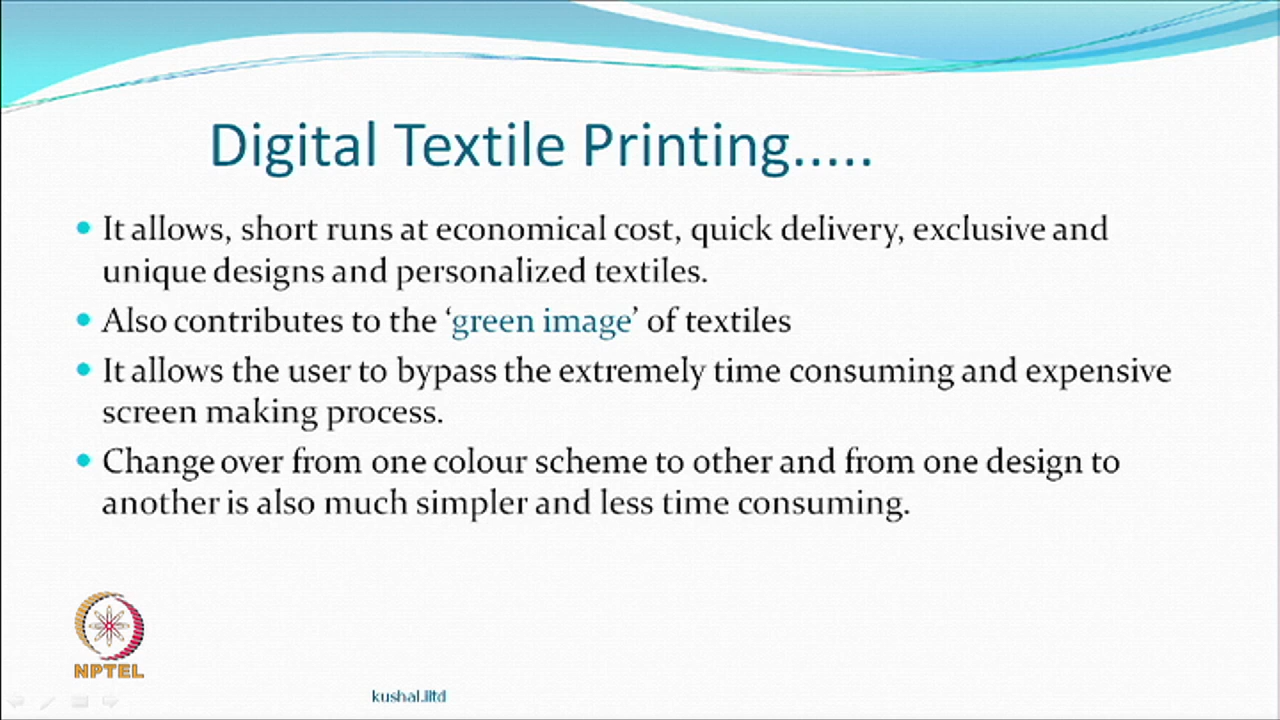 Digital Textile Printing.....
It allows, short runs at economical cost, quick delivery, exclusive and
unique designs and personalized textiles.
Also contributes to the ‘green image’ of textiles
It allows the user to bypass the extremely time consuming and expensive
screen making process.
Change over from one colour scheme to other and from one design to
another is also much simpler and less time consuming.
NPTEL
kushal.iitd